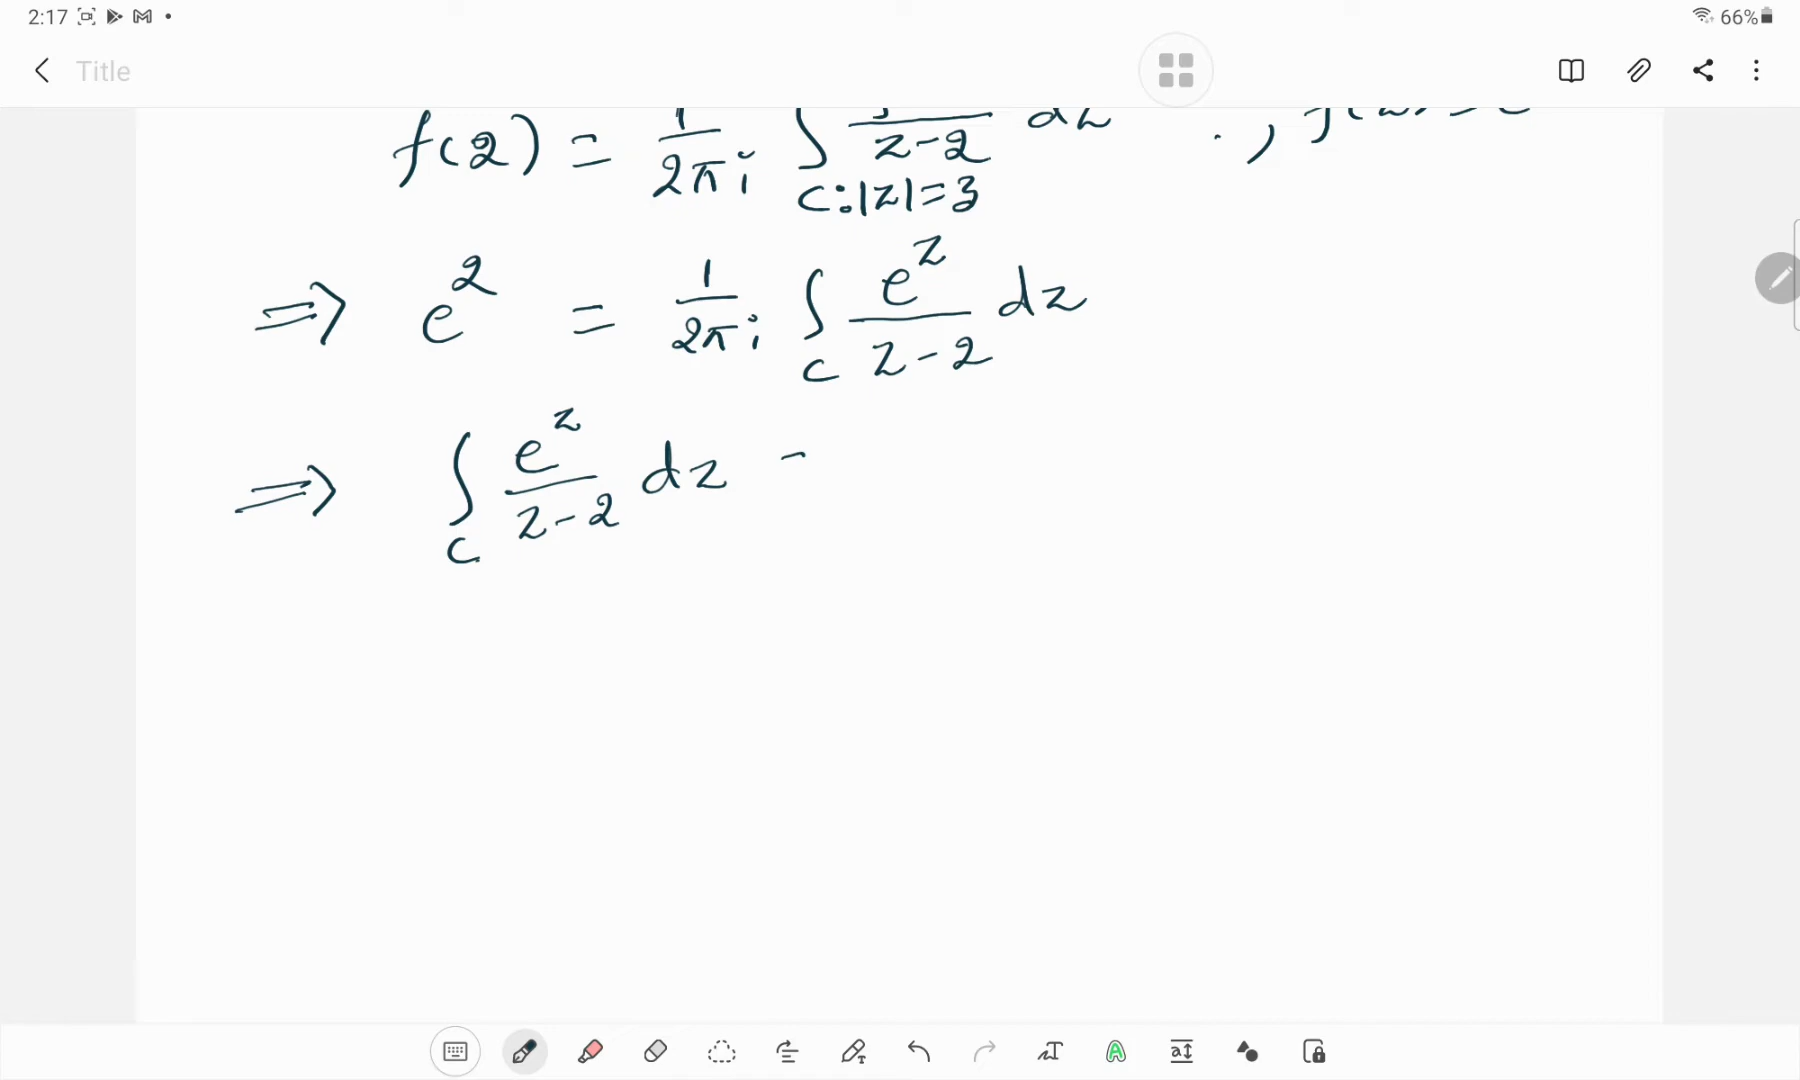 2:17 66%
Title
f(2) = 1/2πi ∫_{C:|z|=3} /z-2 dz . ,
⇒ e^2 = 1/2πi ∫_C e^z/z-2 dz
⇒ ∫_C e^z/z-2 dz -